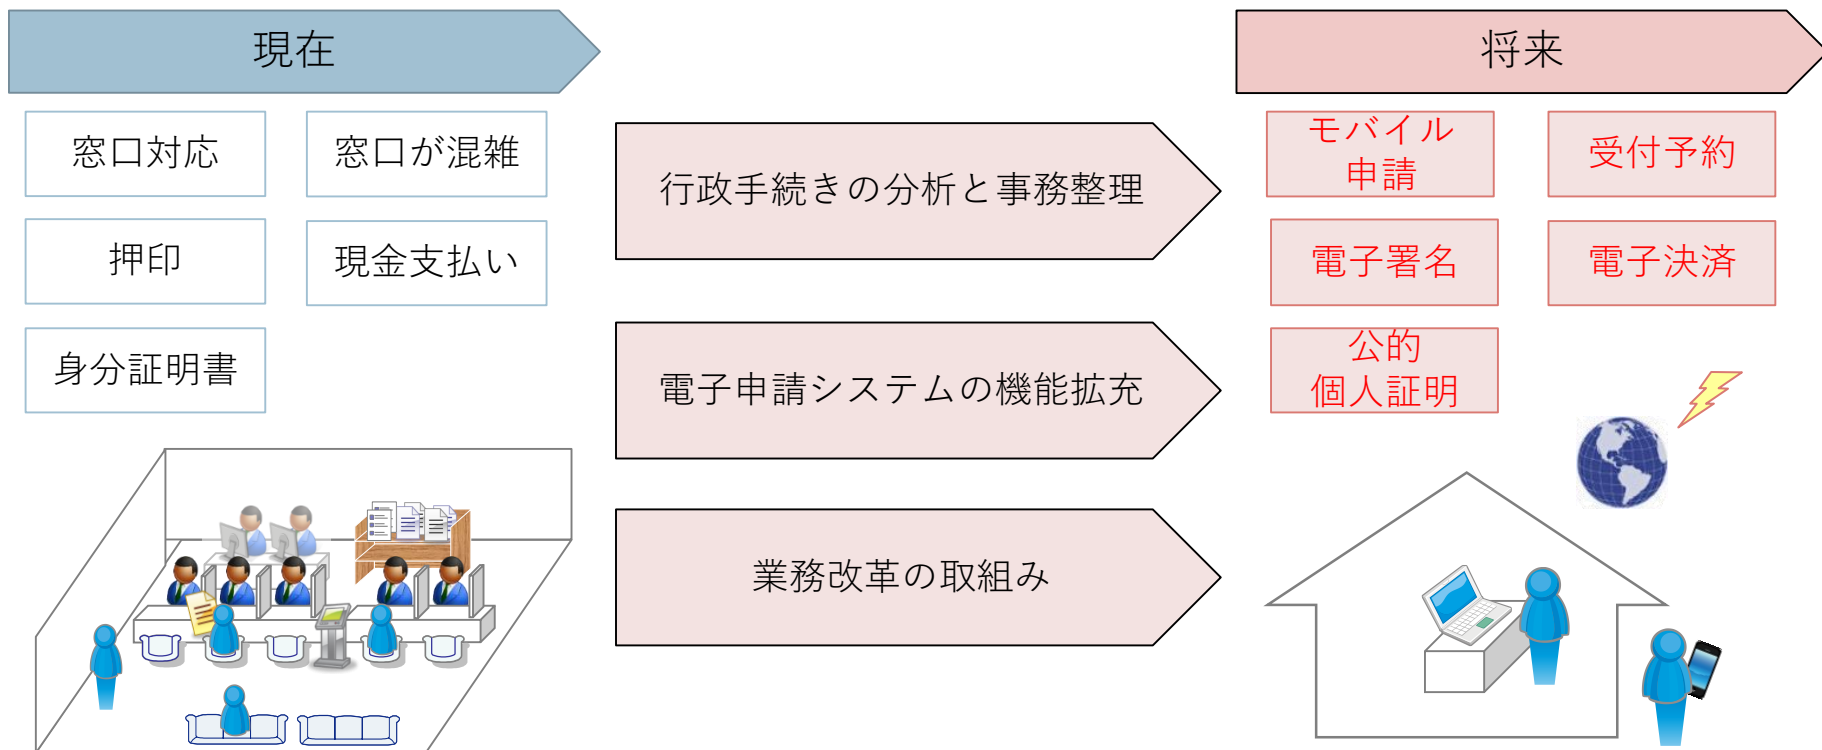 現在
窓口対応
窓口が混雑
押印
現金支払い
身分証明書
行政手続きの分析と事務整理
電子申請システムの機能拡充
業務改革の取組み
将来
モバイル
申請
受付予約
電子署名
電子決済
公的
個人証明